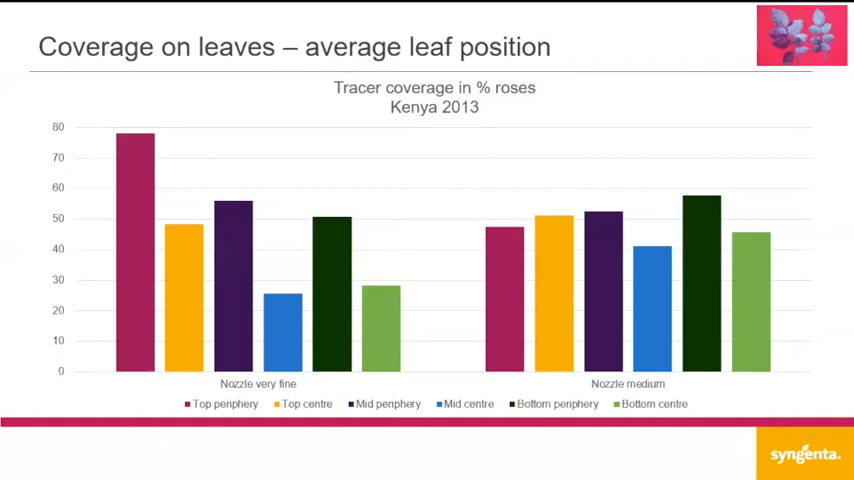 Coverage on leaves – average leaf position
Tracer coverage in % roses
Kenya 2013
80
70
60
50
40
30
20
10
0
Nozzle very fine
Nozzle medium
Top periphery
Top centre
Mid periphery
Mid centre
Bottom periphery
Bottom centre
syngenta.